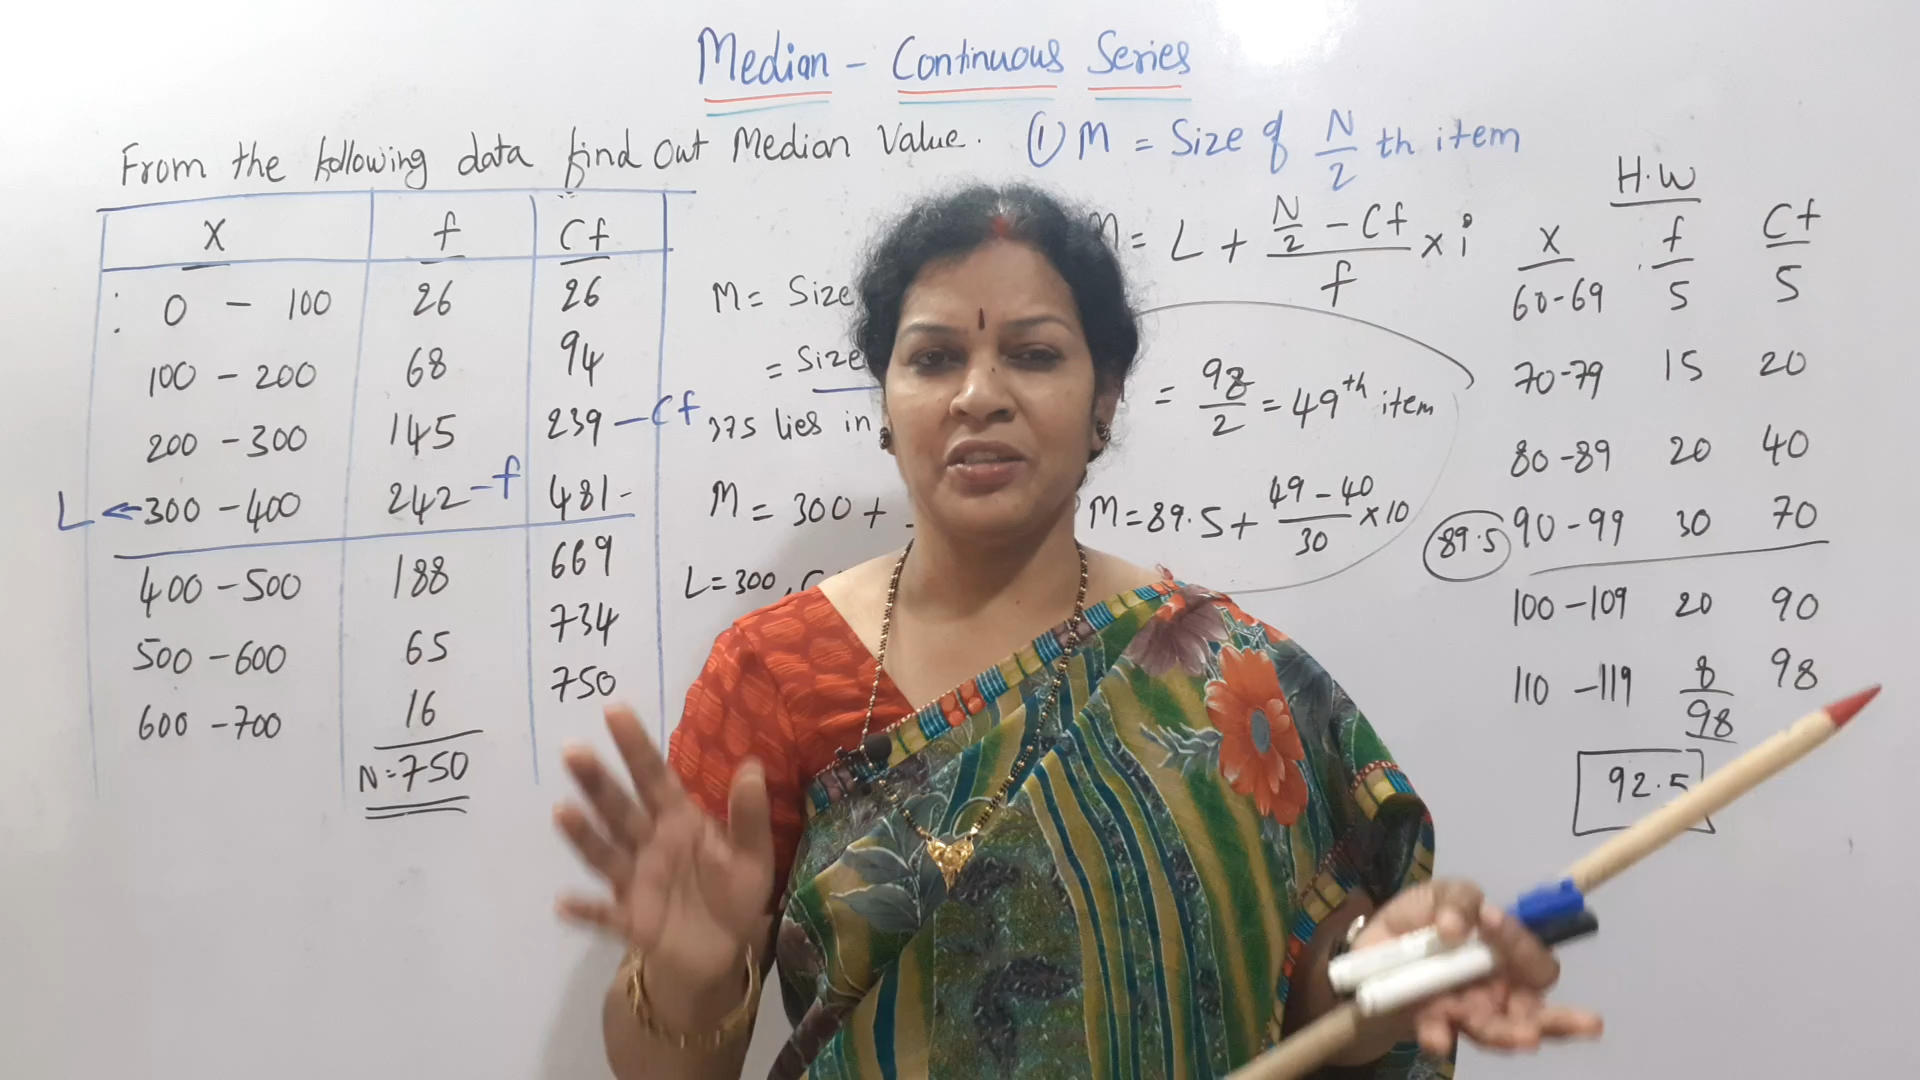 Median - Continuous Series
From the following data find out Median Value.
① M = Size of N/2 th item
X f Cf
0 - 100 26 26
100 - 200 68 94
200 - 300 145 239 - Cf
L ← 300 - 400 242 - f 481 -
400 - 500 188 669
500 - 600 65 734
600 - 700 16 750
N = 750
M = Size
= Size
375 lies in
M = 300 +
L = 300,
= L + (N/2 - Cf)/f × i
= 98/2 = 49th item
M = 89.5 + (49 - 40)/30 × 10
H.W
X f Cf
60-69 5 5
70-79 15 20
80-89 20 40
89.5 90-99 30 70
100-109 20 90
110-119 8 98
98
92.5